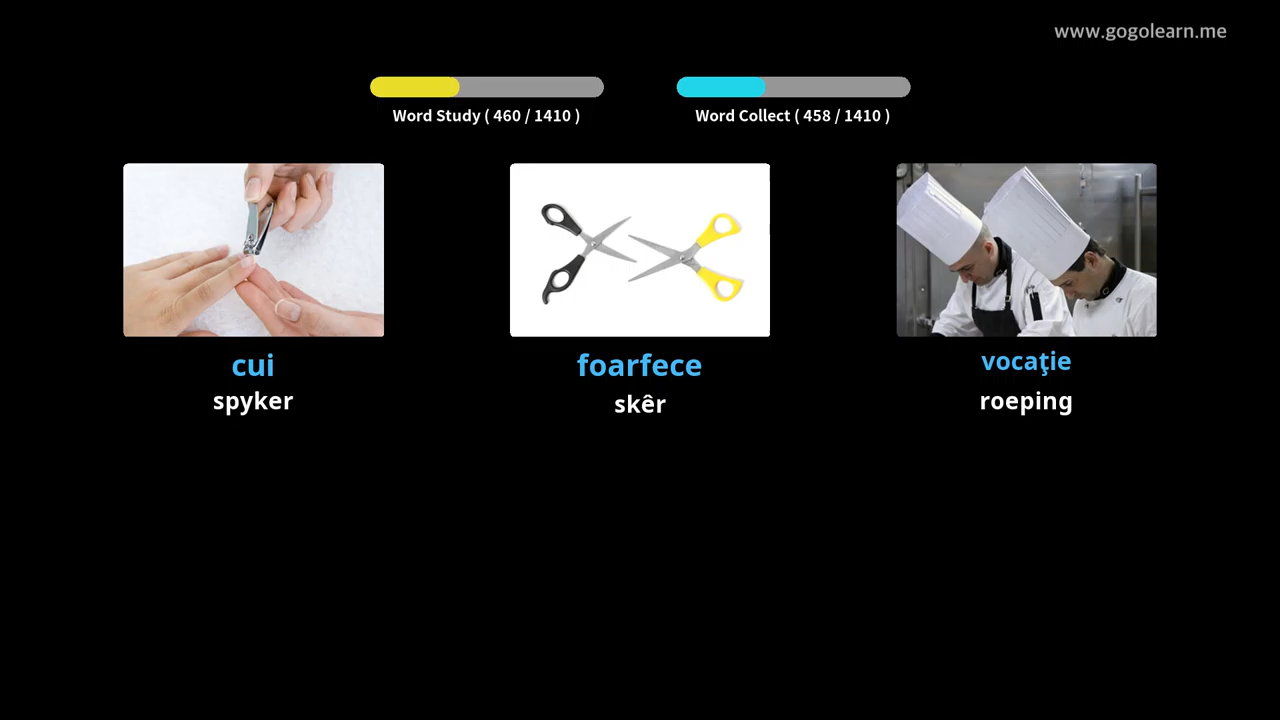 www.gogolearn.me
Word Study ( 460 / 1410 )
Word Collect ( 458 / 1410 )
cui
spyker
foarfece
skêr
vocaţie
roeping